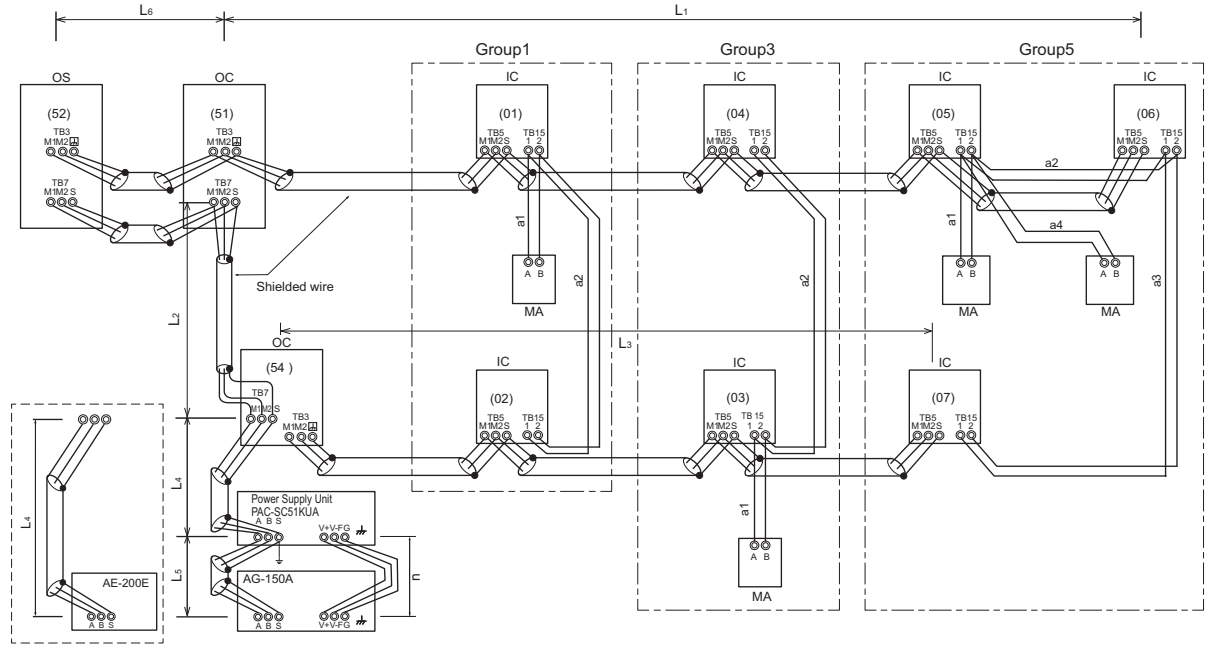 L6
L1
Group1
Group3
Group5
OS
OC
IC
IC
IC
IC
(52)
(51)
(01)
(04)
(05)
(06)
TB3
M1M2
TB3
M1M2
TB5
M1M2S
TB15
1 2
TB5
M1M2S
TB15
1 2
TB5
M1M2S
TB15
1 2
TB5
M1M2S
TB15
1 2
a2
TB7
M1M2S
TB7
M1M2S
a1
a1
a4
Shielded wire
A B
MA
a2
a2
A B
MA
A B
MA
a3
L2
L3
OC
IC
IC
IC
(54 )
(02)
(03)
(07)
TB7
M1M2S
TB3
M1M2
TB5
M1M2S
TB15
1 2
TB5
M1M2S
TB 15
1 2
TB5
M1M2S
TB15
1 2
L4
L4
Power Supply Unit
PAC-SC51KUA
A B S
V+V-FG
a1
A B
MA
L5
n
AE-200E
A B S
AG-150A
A B S
V+V-FG